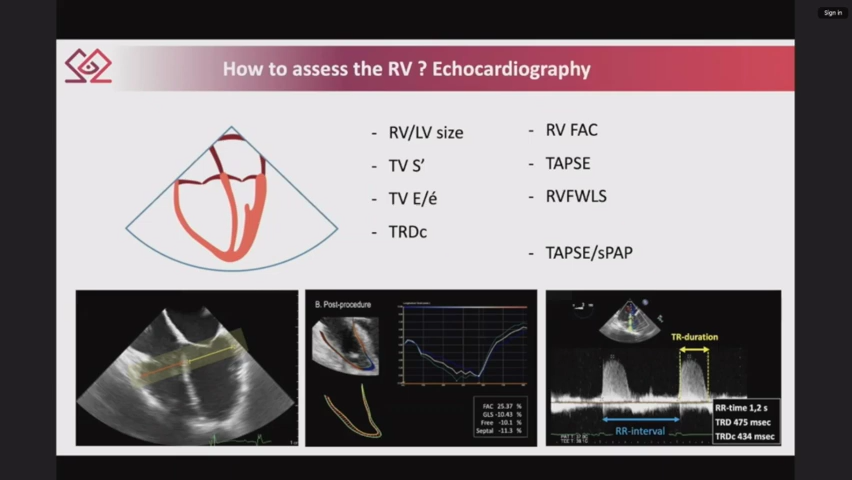 Sign in
How to assess the RV ? Echocardiography
- RV/LV size
- TV S’
- TV E/é
- TRDc
- RV FAC
- TAPSE
- RVFWLS
- TAPSE/sPAP
B. Post-procedure
FAC 25.37 %
GLS -10.43 %
Free -10.1 %
Septal -11.3 %
TR-duration
RR-interval
RR-time 1,2 s
TRD 475 msec
TRDc 434 msec